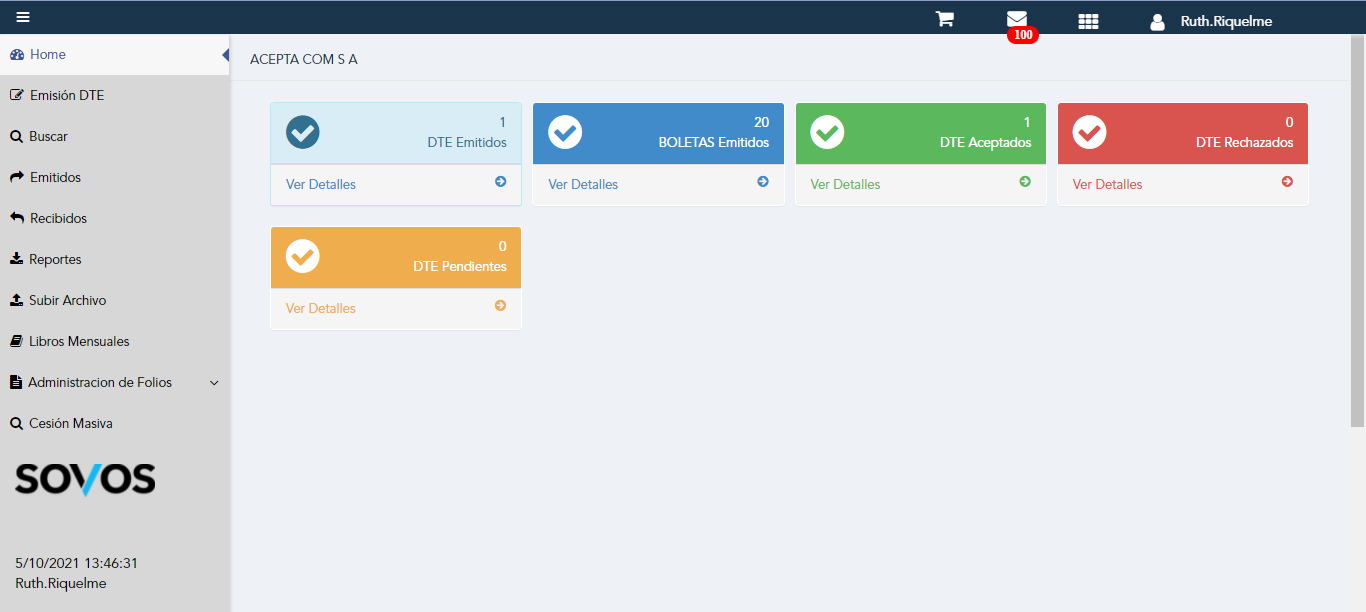 100
Ruth.Riquelme
Home
Emisión DTE
Buscar
Emitidos
Recibidos
Reportes
Subir Archivo
Libros Mensuales
Administracion de Folios
Cesión Masiva
SOVOS
5/10/2021 13:46:31
Ruth.Riquelme
ACEPTA COM S A
1
DTE Emitidos
Ver Detalles
20
BOLETAS Emitidos
Ver Detalles
1
DTE Aceptados
Ver Detalles
0
DTE Rechazados
Ver Detalles
0
DTE Pendientes
Ver Detalles